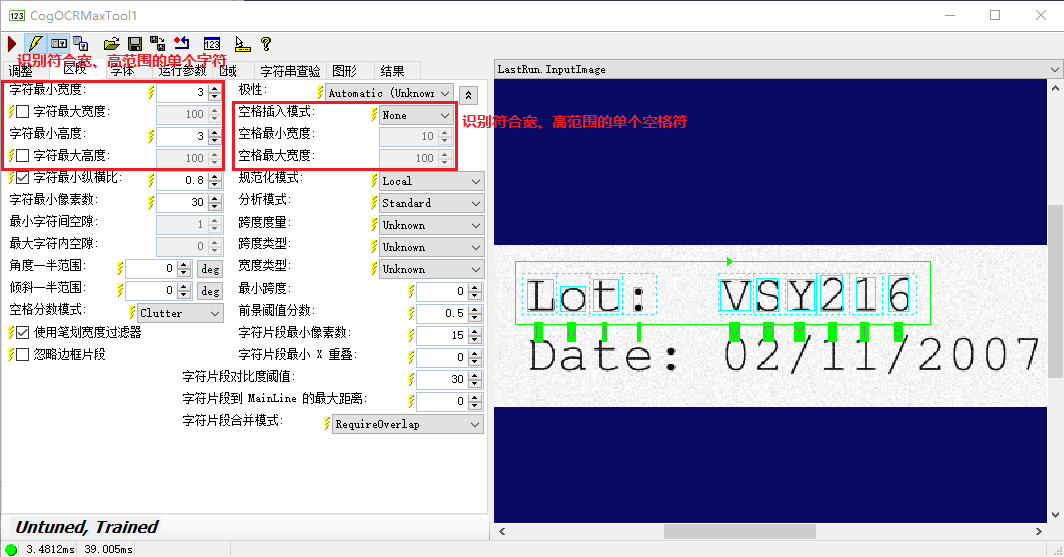 CogOCRMaxTool1
识别符合宽、高范围的单个字符
调整 区段 字体 运行参数 区域 字符串查验 图形 结果
LastRun.InputImage
字符最小宽度: 3
字符最大宽度: 100
字符最小高度: 3
字符最大高度: 100
字符最小纵横比: 0.8
字符最小像素数: 30
最小字符间空隙: 1
最大字符内空隙: 0
角度一半范围: 0 deg
倾斜一半范围: 0 deg
空格分数模式: Clutter
使用笔划宽度过滤器
忽略边框片段
极性: Automatic (Unknow
空格插入模式: None
识别符合宽、高范围的单个空格符
空格最小宽度: 10
空格最大宽度: 100
规范化模式: Local
分析模式: Standard
跨度度量: Unknown
跨度类型: Unknown
宽度类型: Unknown
最小跨度: 0
前景阈值分数: 0.5
字符片段最小像素数: 15
字符片段最小 X 重叠: 0
字符片段对比度阈值: 30
字符片段到 MainLine 的最大距离: 0
字符片段合并模式: RequireOverlap
Lot: VSY216
Date: 02/11/2007
Untuned, Trained
3.4812ms 39.005ms